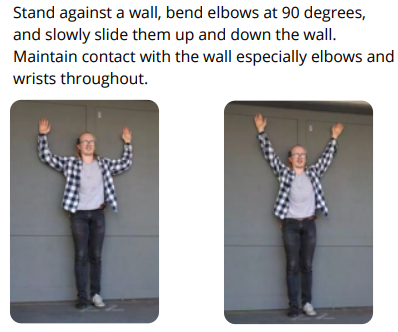 Stand against a wall, bend elbows at 90 degrees,
and slowly slide them up and down the wall.
Maintain contact with the wall especially elbows and
wrists throughout.